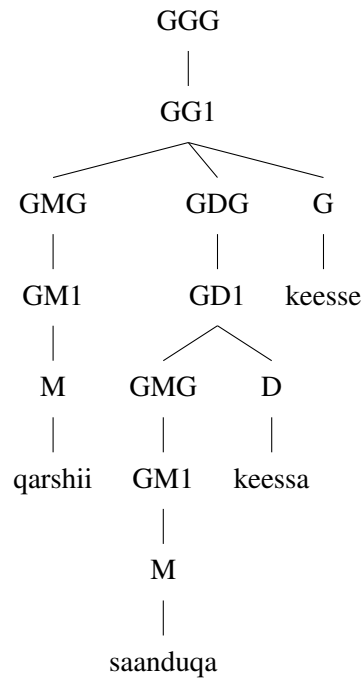 GGG
GG1
GMG GDG G
GM1 GD1 keesse
M GMG D
qarshii GM1 keessa
M
saanduqa